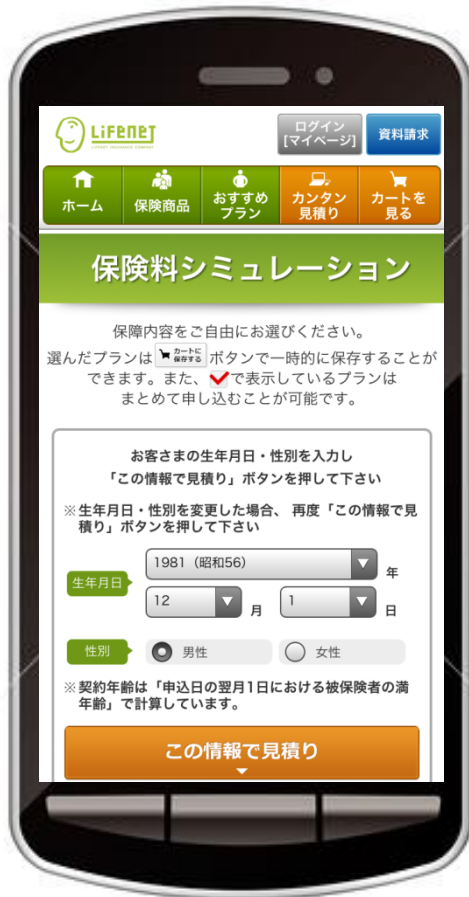 LiFENET
LIFENET INSURANCE COMPANY
ログイン
[マイページ]
資料請求
ホーム
保険商品
おすすめ
プラン
カンタン
見積り
カートを
見る
保険料シミュレーション
保障内容をご自由にお選びください。
選んだプランは カートに保存する ボタンで一時的に保存することが
できます。また、 で表示しているプランは
まとめて申し込むことが可能です。
お客さまの生年月日・性別を入力し
「この情報で見積り」ボタンを押して下さい
※生年月日・性別を変更した場合、 再度「この情報で見
積り」ボタンを押して下さい
生年月日
1981（昭和56）
年
12
月
1
日
性別
男性
女性
※契約年齢は「申込日の翌月1日における被保険者の満
年齢」で計算しています。
この情報で見積り